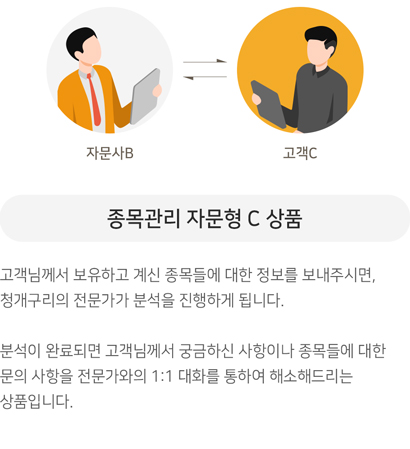 자문사B
고객C
종목관리 자문형 C 상품
고객님께서 보유하고 계신 종목들에 대한 정보를 보내주시면,
청개구리의 전문가가 분석을 진행하게 됩니다.
분석이 완료되면 고객님께서 궁금하신 사항이나 종목들에 대한
문의 사항을 전문가와의 1:1 대화를 통하여 해소해드리는
상품입니다.